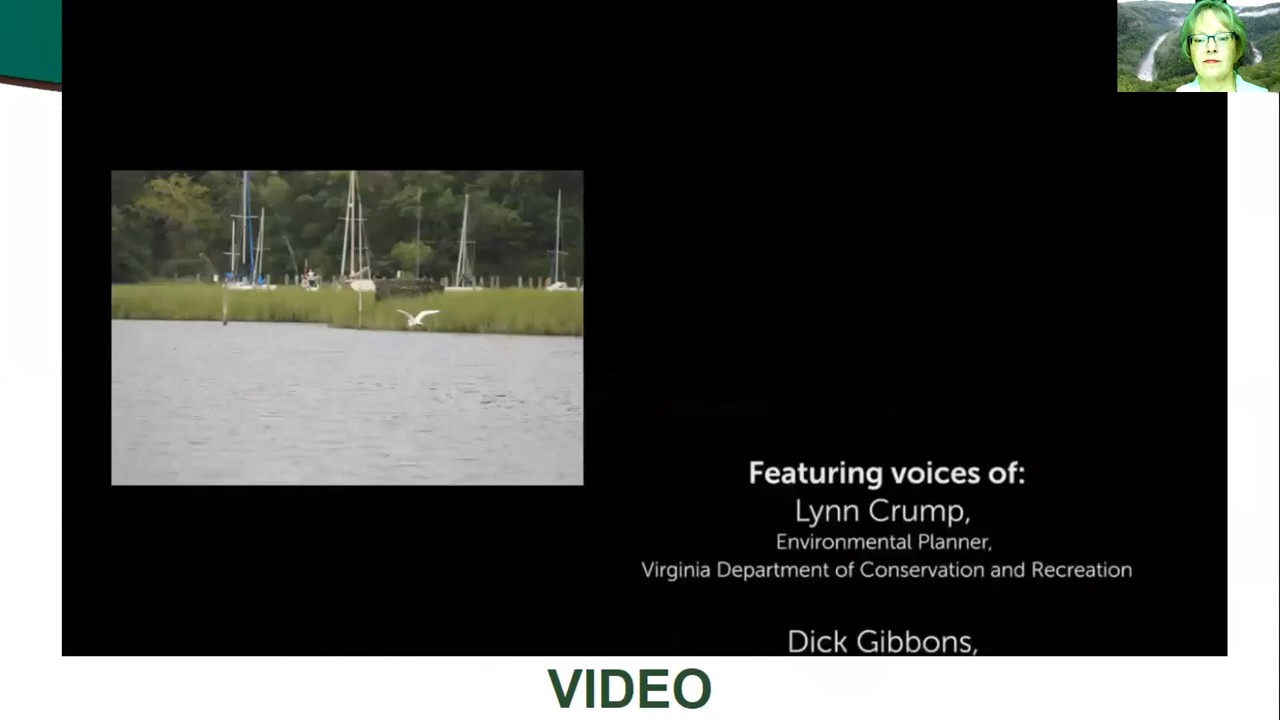 Featuring voices of:
Lynn Crump,
Environmental Planner,
Virginia Department of Conservation and Recreation
Dick Gibbons,
VIDEO